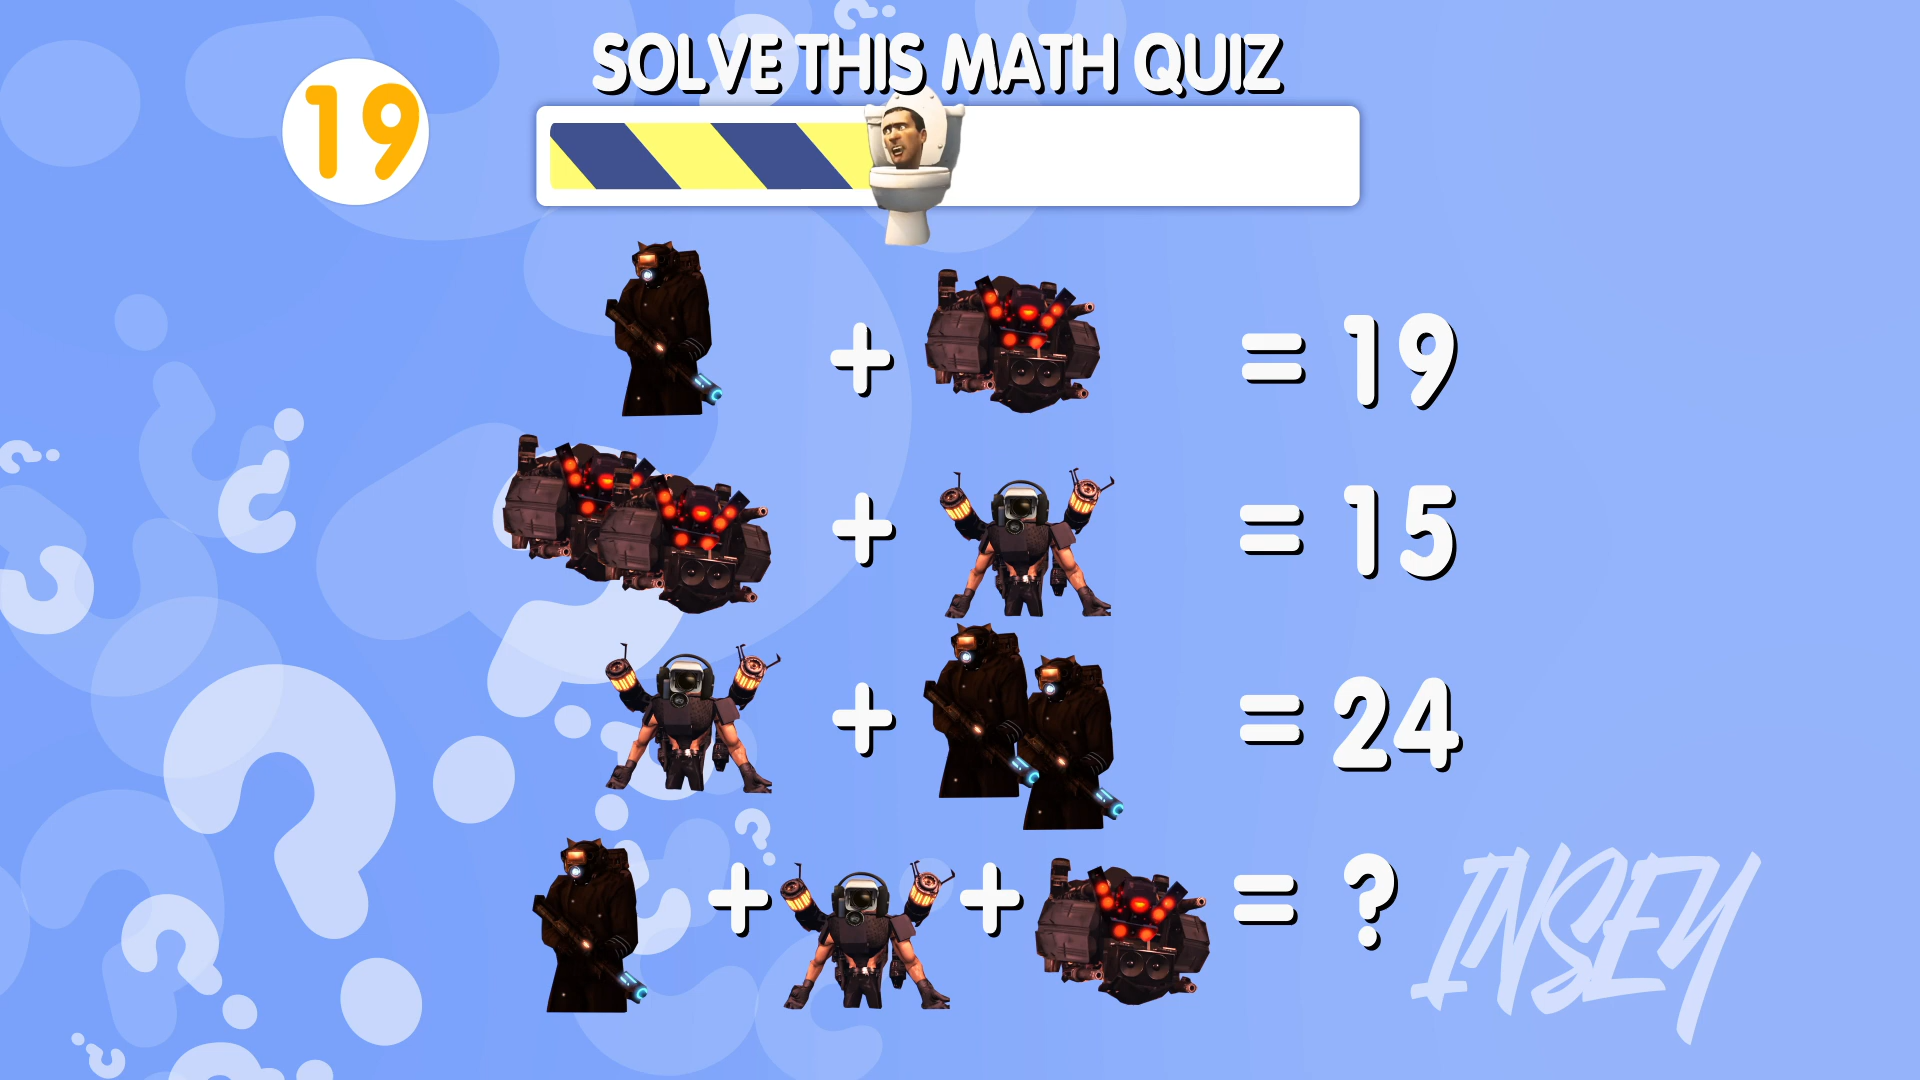 SOLVE THIS MATH QUIZ
19
+ = 19
+ = 15
+ = 24
+ + = ?
INSEY